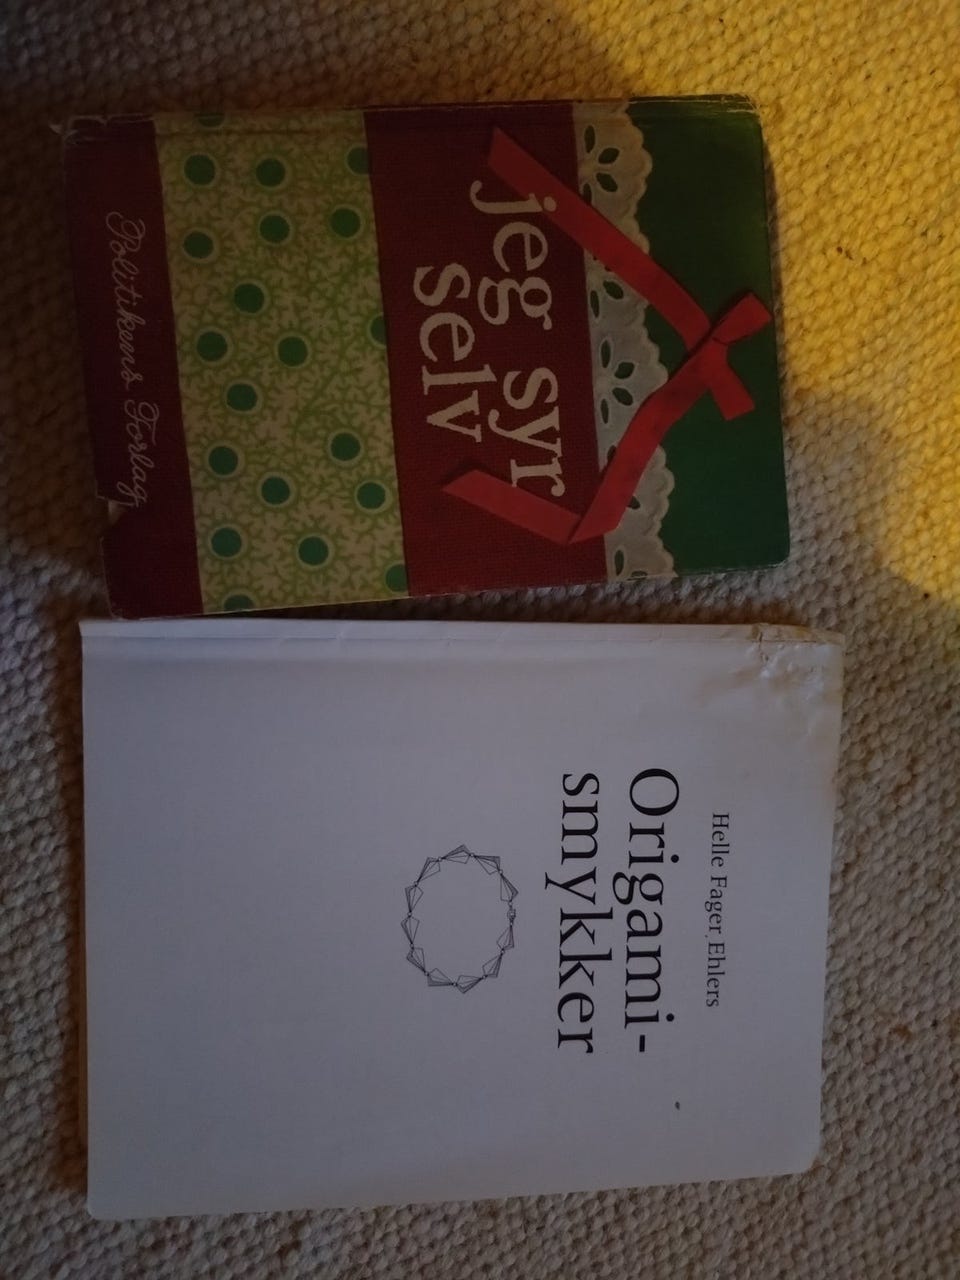 jeg syr
selv
Politikens Forlag
Helle Fager Ehlers
Origami-
smykker